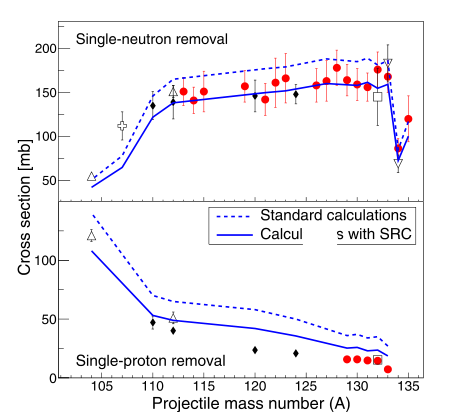 Single-neutron removal
200
150
100
50
Cross section [mb]
Standard calculations
s with SRC
100
50
0
Single-proton removal
105 110 115 120 125 130 135
Projectile mass number (A)